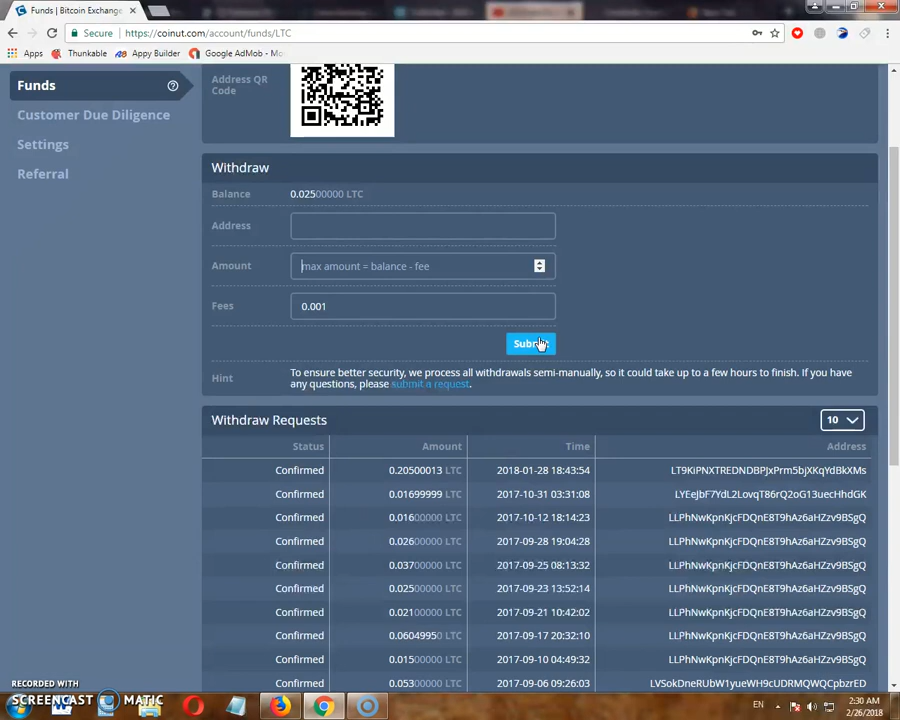 Funds | Bitcoin Exchange
Secure | https://coinut.com/account/funds/LTC
Apps Thunkable Appy Builder Google AdMob - Mo
Funds
Customer Due Diligence
Settings
Referral
Address QR
Code
Withdraw
Balance 0.02500000 LTC
Address
Amount max amount = balance - fee
Fees 0.001
Hint To ensure better security, we process all withdrawals semi-manually, so it could take up to a few hours to finish. If you have
any questions, please submit a request.
Withdraw Requests 10
Status Amount Time Address
Confirmed 0.20500013 LTC 2018-01-28 18:43:54 LT9KiPNXTREDNDBPJxPrm5bjXKqYdBkXMs
Confirmed 0.01699999 LTC 2017-10-31 03:31:08 LYEeJbF7YdL2LovqT86rQ2oG13uecHhdGK
Confirmed 0.01600000 LTC 2017-10-12 18:14:23 LLPhNwKpnKjcFDQnE8T9hAz6aHZzv9BSgQ
Confirmed 0.02600000 LTC 2017-09-28 19:04:28 LLPhNwKpnKjcFDQnE8T9hAz6aHZzv9BSgQ
Confirmed 0.03700000 LTC 2017-09-25 08:13:32 LLPhNwKpnKjcFDQnE8T9hAz6aHZzv9BSgQ
Confirmed 0.02500000 LTC 2017-09-23 13:52:14 LLPhNwKpnKjcFDQnE8T9hAz6aHZzv9BSgQ
Confirmed 0.02100000 LTC 2017-09-21 10:42:02 LLPhNwKpnKjcFDQnE8T9hAz6aHZzv9BSgQ
Confirmed 0.06049950 LTC 2017-09-17 20:32:10 LLPhNwKpnKjcFDQnE8T9hAz6aHZzv9BSgQ
Confirmed 0.01500000 LTC 2017-09-10 04:49:32 LLPhNwKpnKjcFDQnE8T9hAz6aHZzv9BSgQ
Confirmed 0.05300000 LTC 2017-09-06 09:26:03 LVSokDneRUbW1yueWH9cUDRMQWQCpbzrED
RECORDED WITH
SCREENCAST MATIC
EN 2:30 AM
2/26/2018